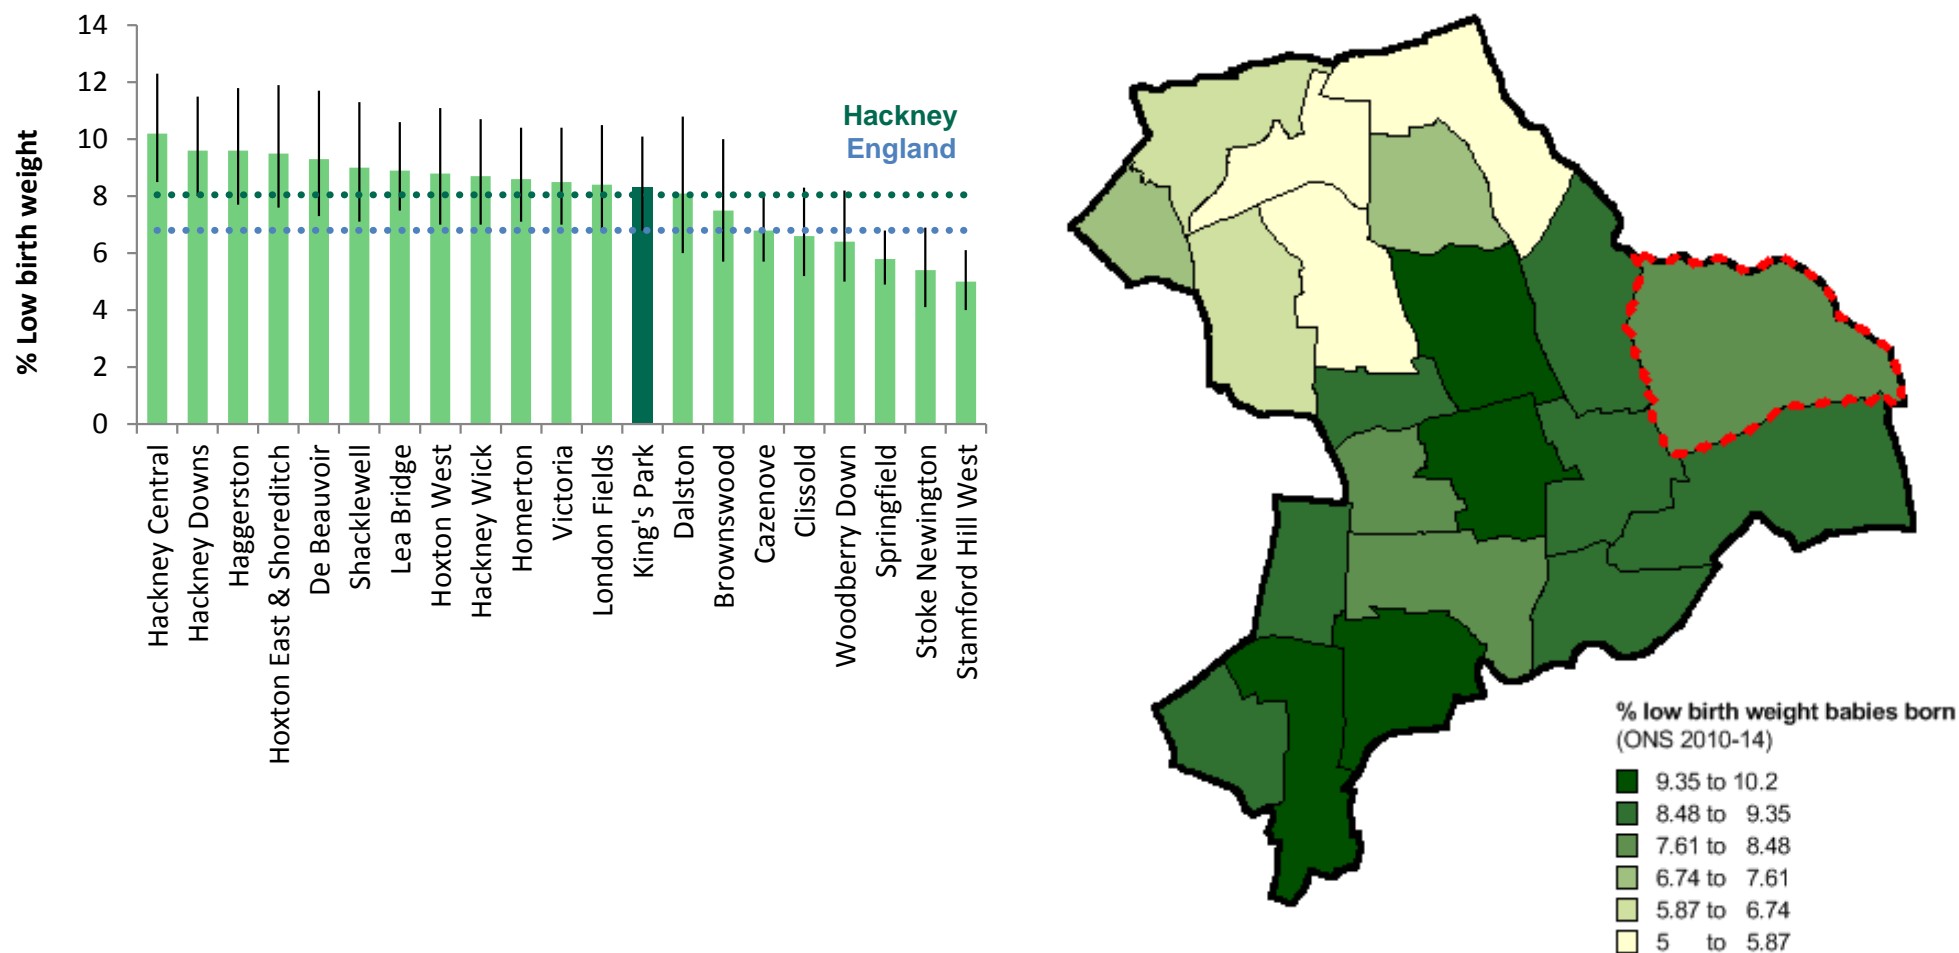 % Low birth weight
14
12
10
8
6
4
2
0
Hackney
England
Hackney Central
Hackney Downs
Haggerston
Hoxton East & Shoreditch
De Beauvoir
Shacklewell
Lea Bridge
Hoxton West
Hackney Wick
Homerton
Victoria
London Fields
King's Park
Dalston
Brownswood
Cazenove
Clissold
Woodberry Down
Springfield
Stoke Newington
Stamford Hill West
% low birth weight babies born
(ONS 2010-14)
9.35 to 10.2
8.48 to 9.35
7.61 to 8.48
6.74 to 7.61
5.87 to 6.74
5 to 5.87